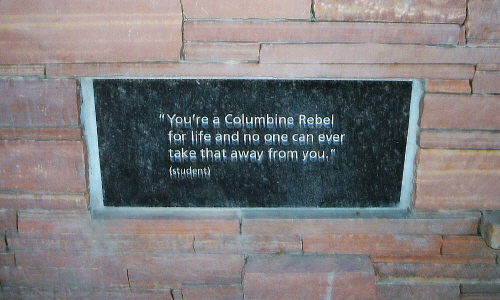 "You're a Columbine Rebel
for life and no one can ever
take that away from you."
(student)